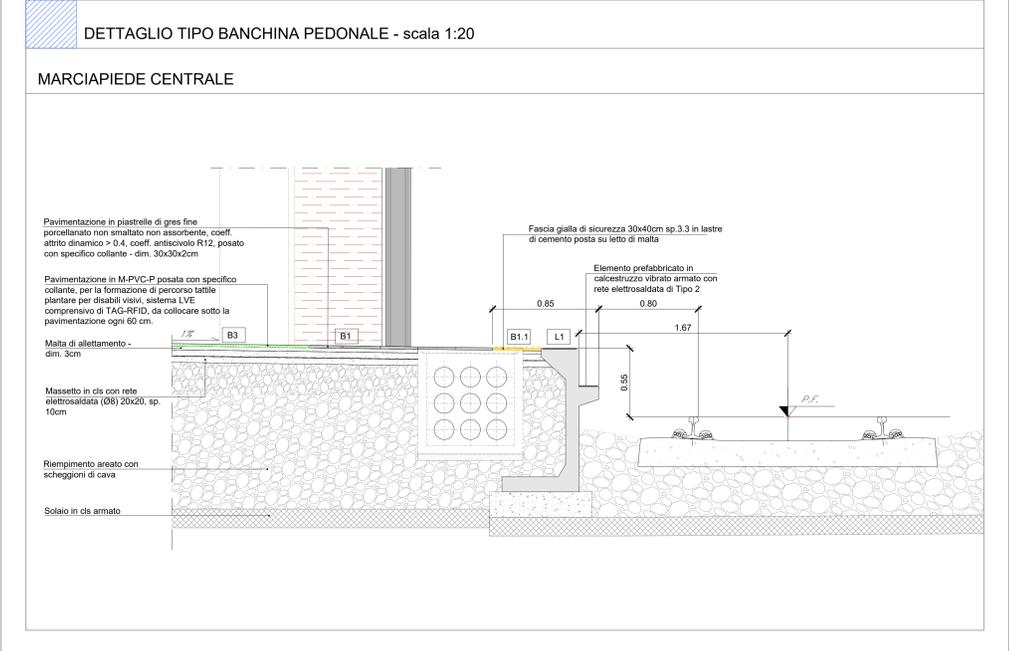 DETTAGLIO TIPO BANCHINA PEDONALE - scala 1:20
MARCIAPIEDE CENTRALE
Pavimentazione in piastrelle di gres fine
porcellanato non smaltato non assorbente, coeff.
attrito dinamico > 0.4, coeff. antiscivolo R12, posato
con specifico collante - dim. 30x30x2cm
Fascia gialla di sicurezza 30x40cm sp.3.3 in lastre
di cemento posta su letto di malta
Elemento prefabbricato in
calcestruzzo vibrato armato con
rete elettrosaldata di Tipo 2
Pavimentazione in M-PVC-P posata con specifico
collante, per la formazione di percorso tattile
plantare per disabili visivi, sistema LVE
comprensivo di TAG-RFID, da collocare sotto la
pavimentazione ogni 60 cm.
0.85
0.80
1.67
1%
B3
B1
B1.1
L1
Malta di allettamento -
dim. 3cm
0.55
P.F.
Massetto in cls con rete
elettrosaldata (Ø8) 20x20, sp.
10cm
Riempimento areato con
scheggioni di cava
Solaio in cls armato